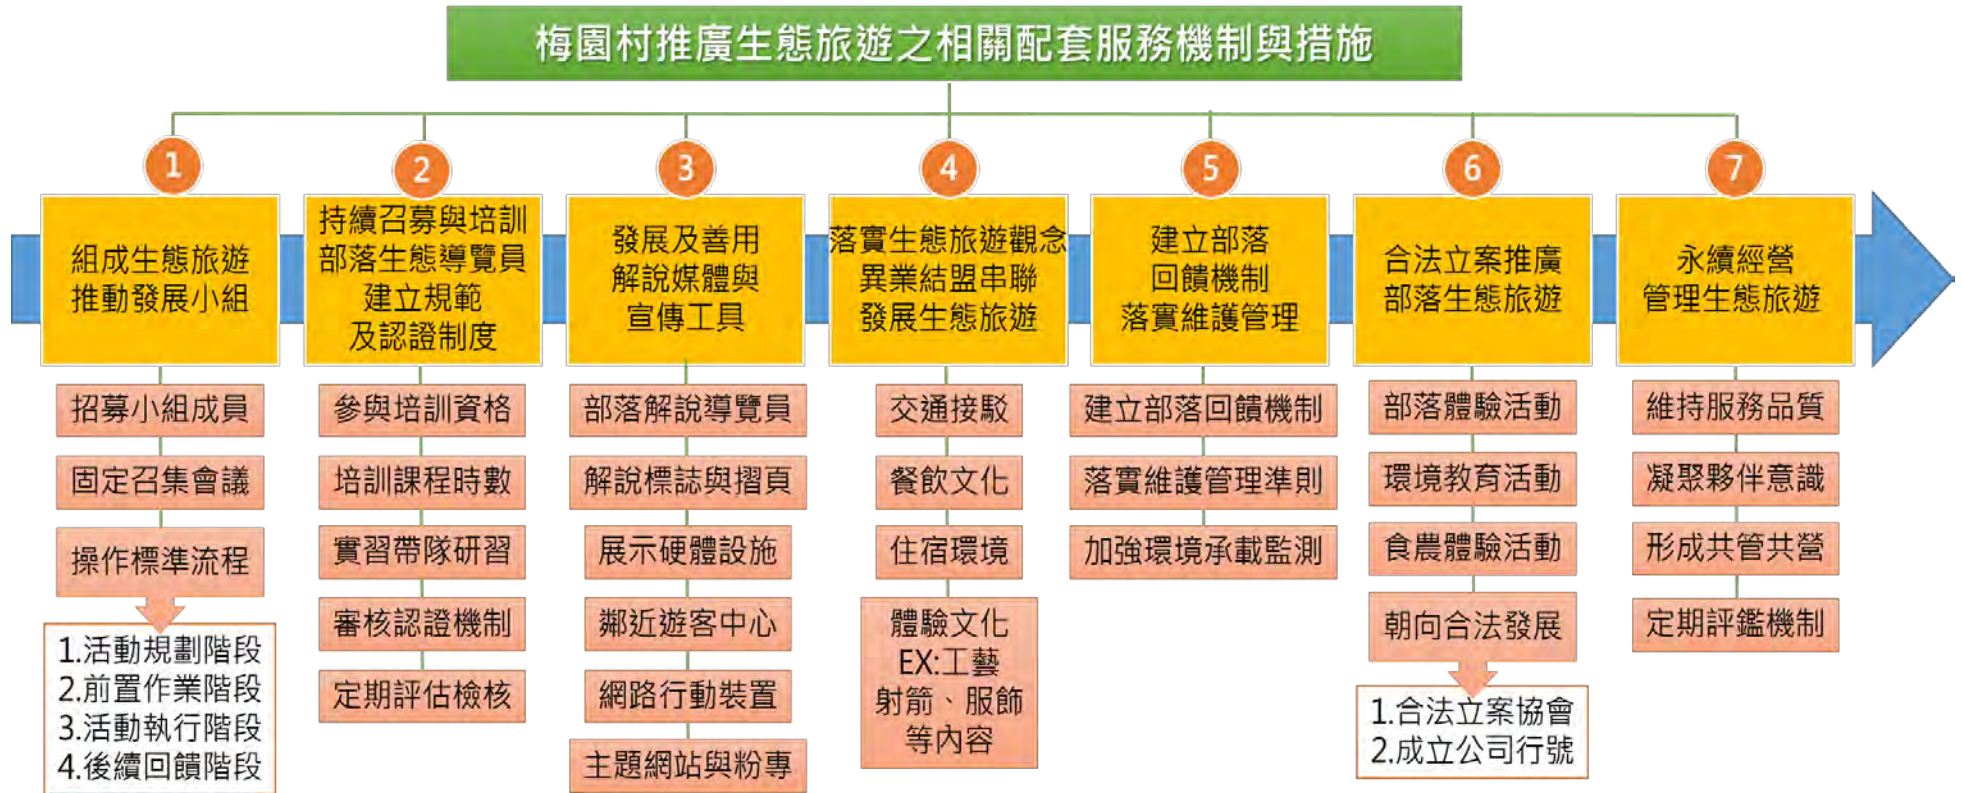 梅園村推廣生態旅遊之相關配套服務機制與措施
1
組成生態旅遊
推動發展小組
招募小組成員
固定召集會議
操作標準流程
1.活動規劃階段
2.前置作業階段
3.活動執行階段
4.後續回饋階段
2
持續召募與培訓
部落生態導覽員
建立規範
及認證制度
參與培訓資格
培訓課程時數
實習帶隊研習
審核認證機制
定期評估檢核
3
發展及善用
解說媒體與
宣傳工具
部落解說導覽員
解說標誌與摺頁
展示硬體設施
鄰近遊客中心
網路行動裝置
主題網站與粉專
4
落實生態旅遊觀念
異業結盟串聯
發展生態旅遊
交通接駁
餐飲文化
住宿環境
體驗文化
EX:工藝
射箭、服飾
等內容
5
建立部落
回饋機制
落實維護管理
建立部落回饋機制
落實維護管理準則
加強環境承載監測
6
合法立案推廣
部落生態旅遊
部落體驗活動
環境教育活動
食農體驗活動
朝向合法發展
1.合法立案協會
2.成立公司行號
7
永續經營
管理生態旅遊
維持服務品質
凝聚夥伴意識
形成共管共營
定期評鑑機制